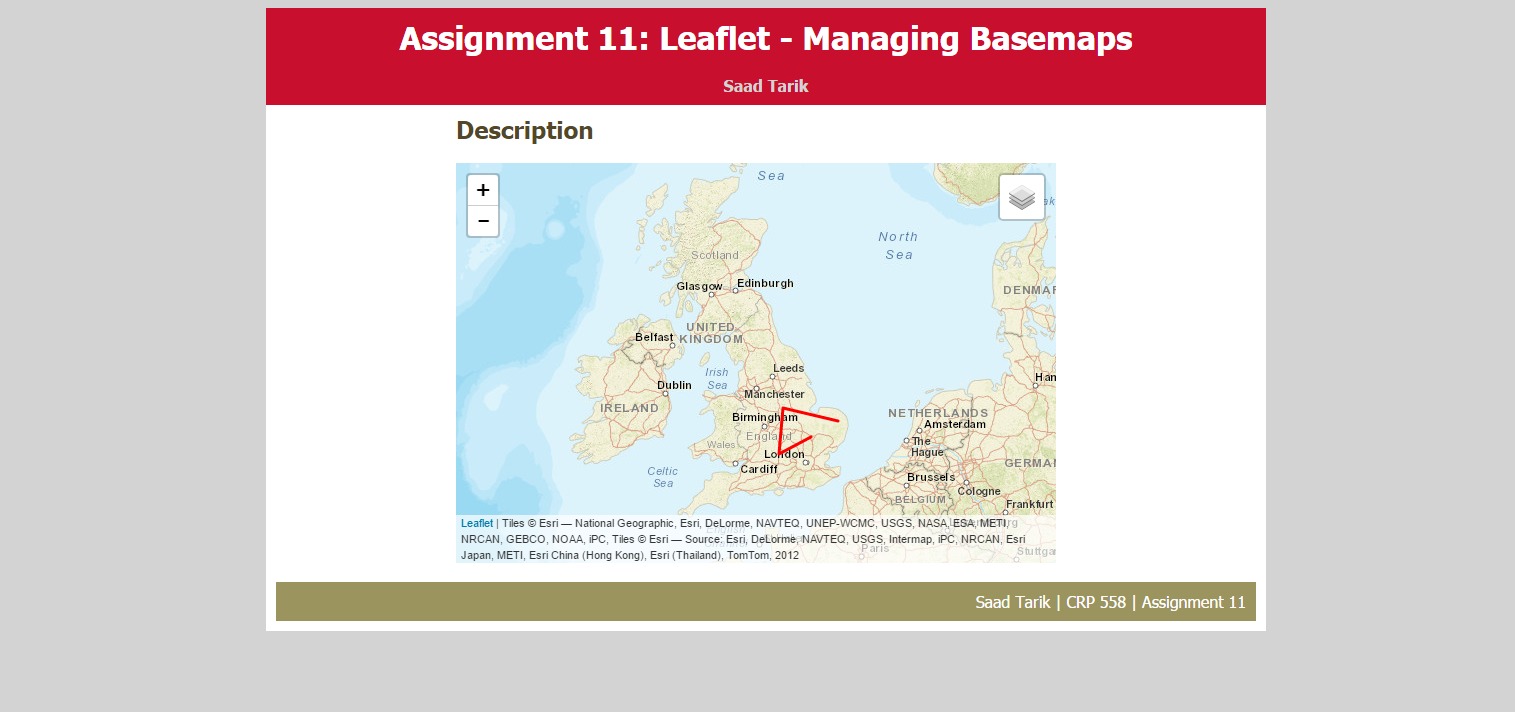 Assignment 11: Leaflet - Managing Basemaps
Saad Tarik
Description
+
−
Sea
North
Sea
Scotland
Glasgow
Edinburgh
DENMAR
UNITED
KINGDOM
Belfast
Irish
Sea
Leeds
Dublin
Manchester
Han
IRELAND
Birmingham
NETHERLANDS
Amsterdam
England
Wales
The
Hague
London
Cardiff
GERMAN
Celtic
Sea
Brussels
Cologne
BELGIUM
Frankfurt
Leaflet | Tiles © Esri — National Geographic, Esri, DeLorme, NAVTEQ, UNEP-WCMC, USGS, NASA, ESA, METI,
NRCAN, GEBCO, NOAA, iPC, Tiles © Esri — Source: Esri, DeLorme, NAVTEQ, USGS, Intermap, iPC, NRCAN, Esri
Japan, METI, Esri China (Hong Kong), Esri (Thailand), TomTom, 2012
Paris
Stuttgar
Saad Tarik | CRP 558 | Assignment 11